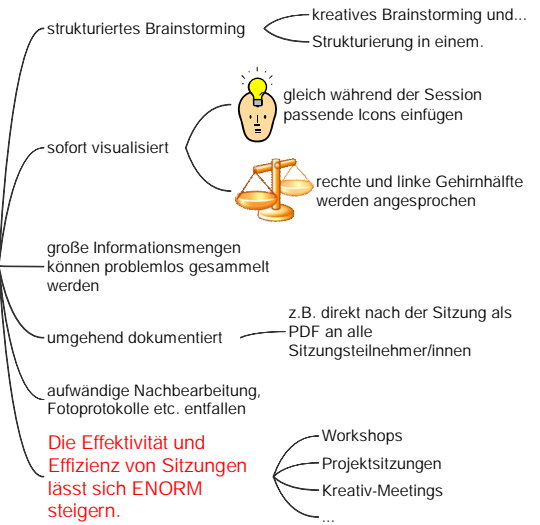 strukturiertes Brainstorming
kreatives Brainstorming und...
Strukturierung in einem.
sofort visualisiert
gleich während der Session
passende Icons einfügen
rechte und linke Gehirnhälfte
werden angesprochen
große Informationsmengen
können problemlos gesammelt
werden
umgehend dokumentiert
z.B. direkt nach der Sitzung als
PDF an alle
Sitzungsteilnehmer/innen
aufwändige Nachbearbeitung,
Fotoprotokolle etc. entfallen
Die Effektivität und
Effizienz von Sitzungen
lässt sich ENORM
steigern.
Workshops
Projektsitzungen
Kreativ-Meetings
...